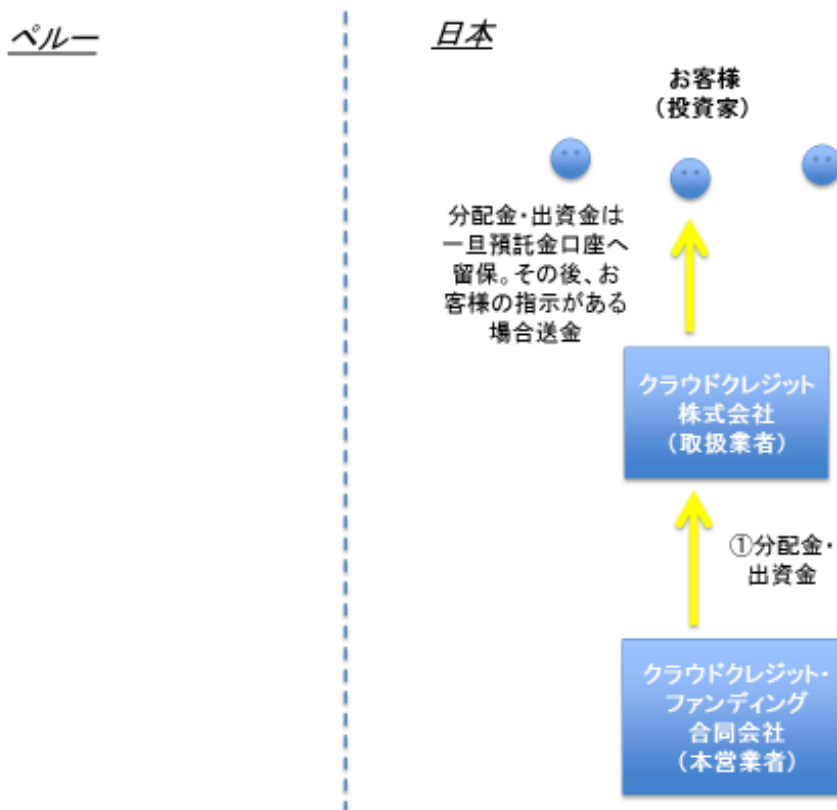 ペルー
日本
お客様
（投資家）
分配金・出資金は
一旦預託金口座へ
留保。その後、お
客様の指示がある
場合送金
クラウドクレジット
株式会社
（取扱業者）
①分配金・
出資金
クラウドクレジット・
ファンディング
合同会社
（本営業者）